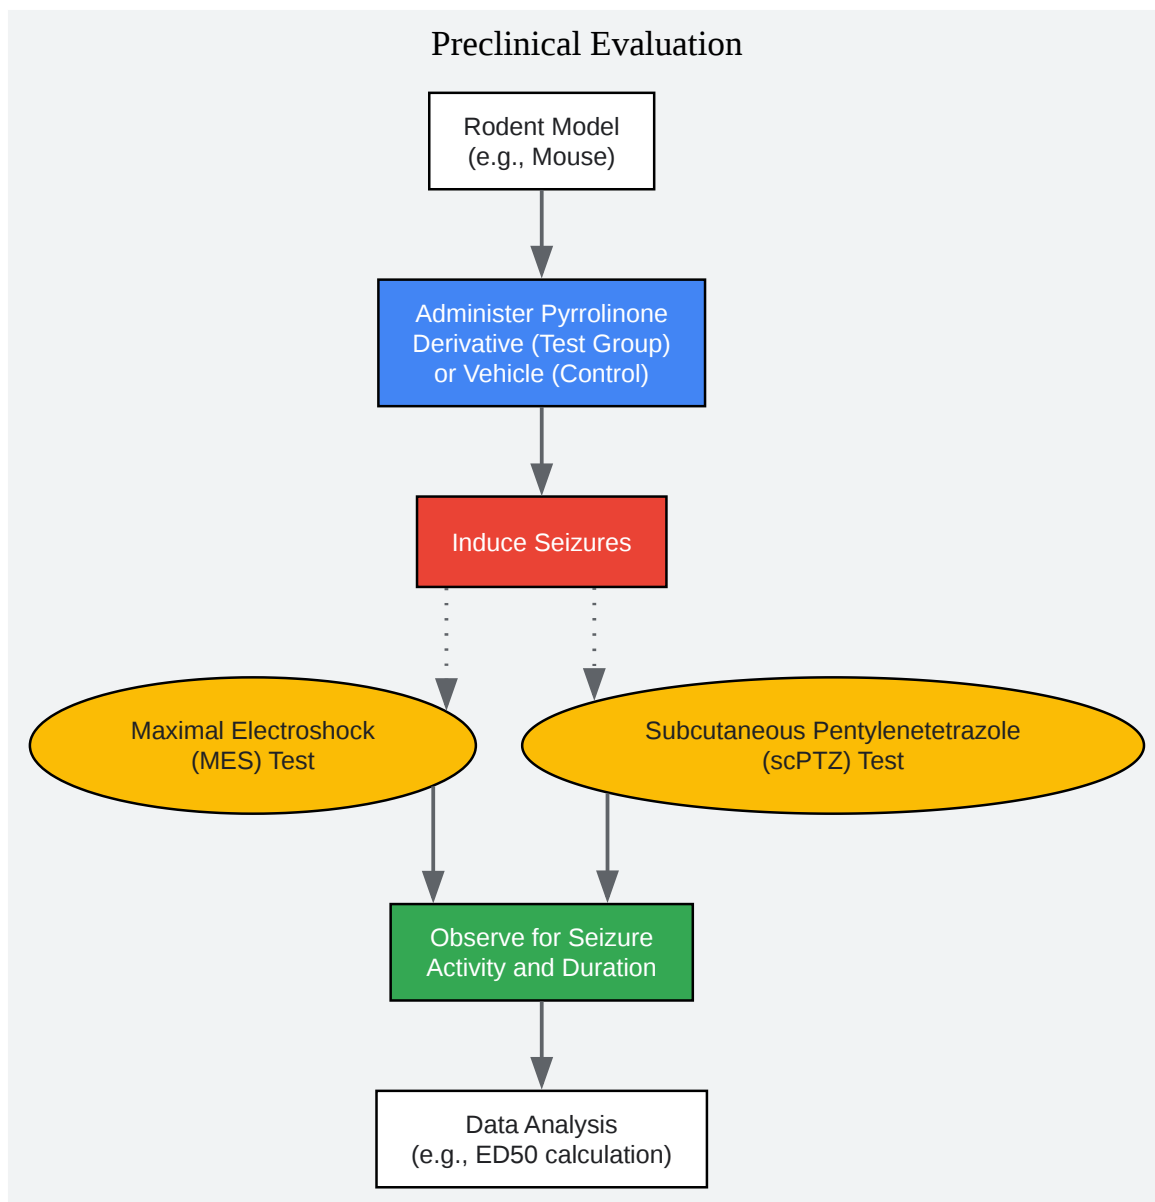 Preclinical Evaluation
Rodent Model
(e.g., Mouse)
Administer Pyrrolinone
Derivative (Test Group)
or Vehicle (Control)
Induce Seizures
Maximal Electroshock
(MES) Test
Subcutaneous Pentylenetetrazole
(scPTZ) Test
Observe for Seizure
Activity and Duration
Data Analysis
(e.g., ED50 calculation)